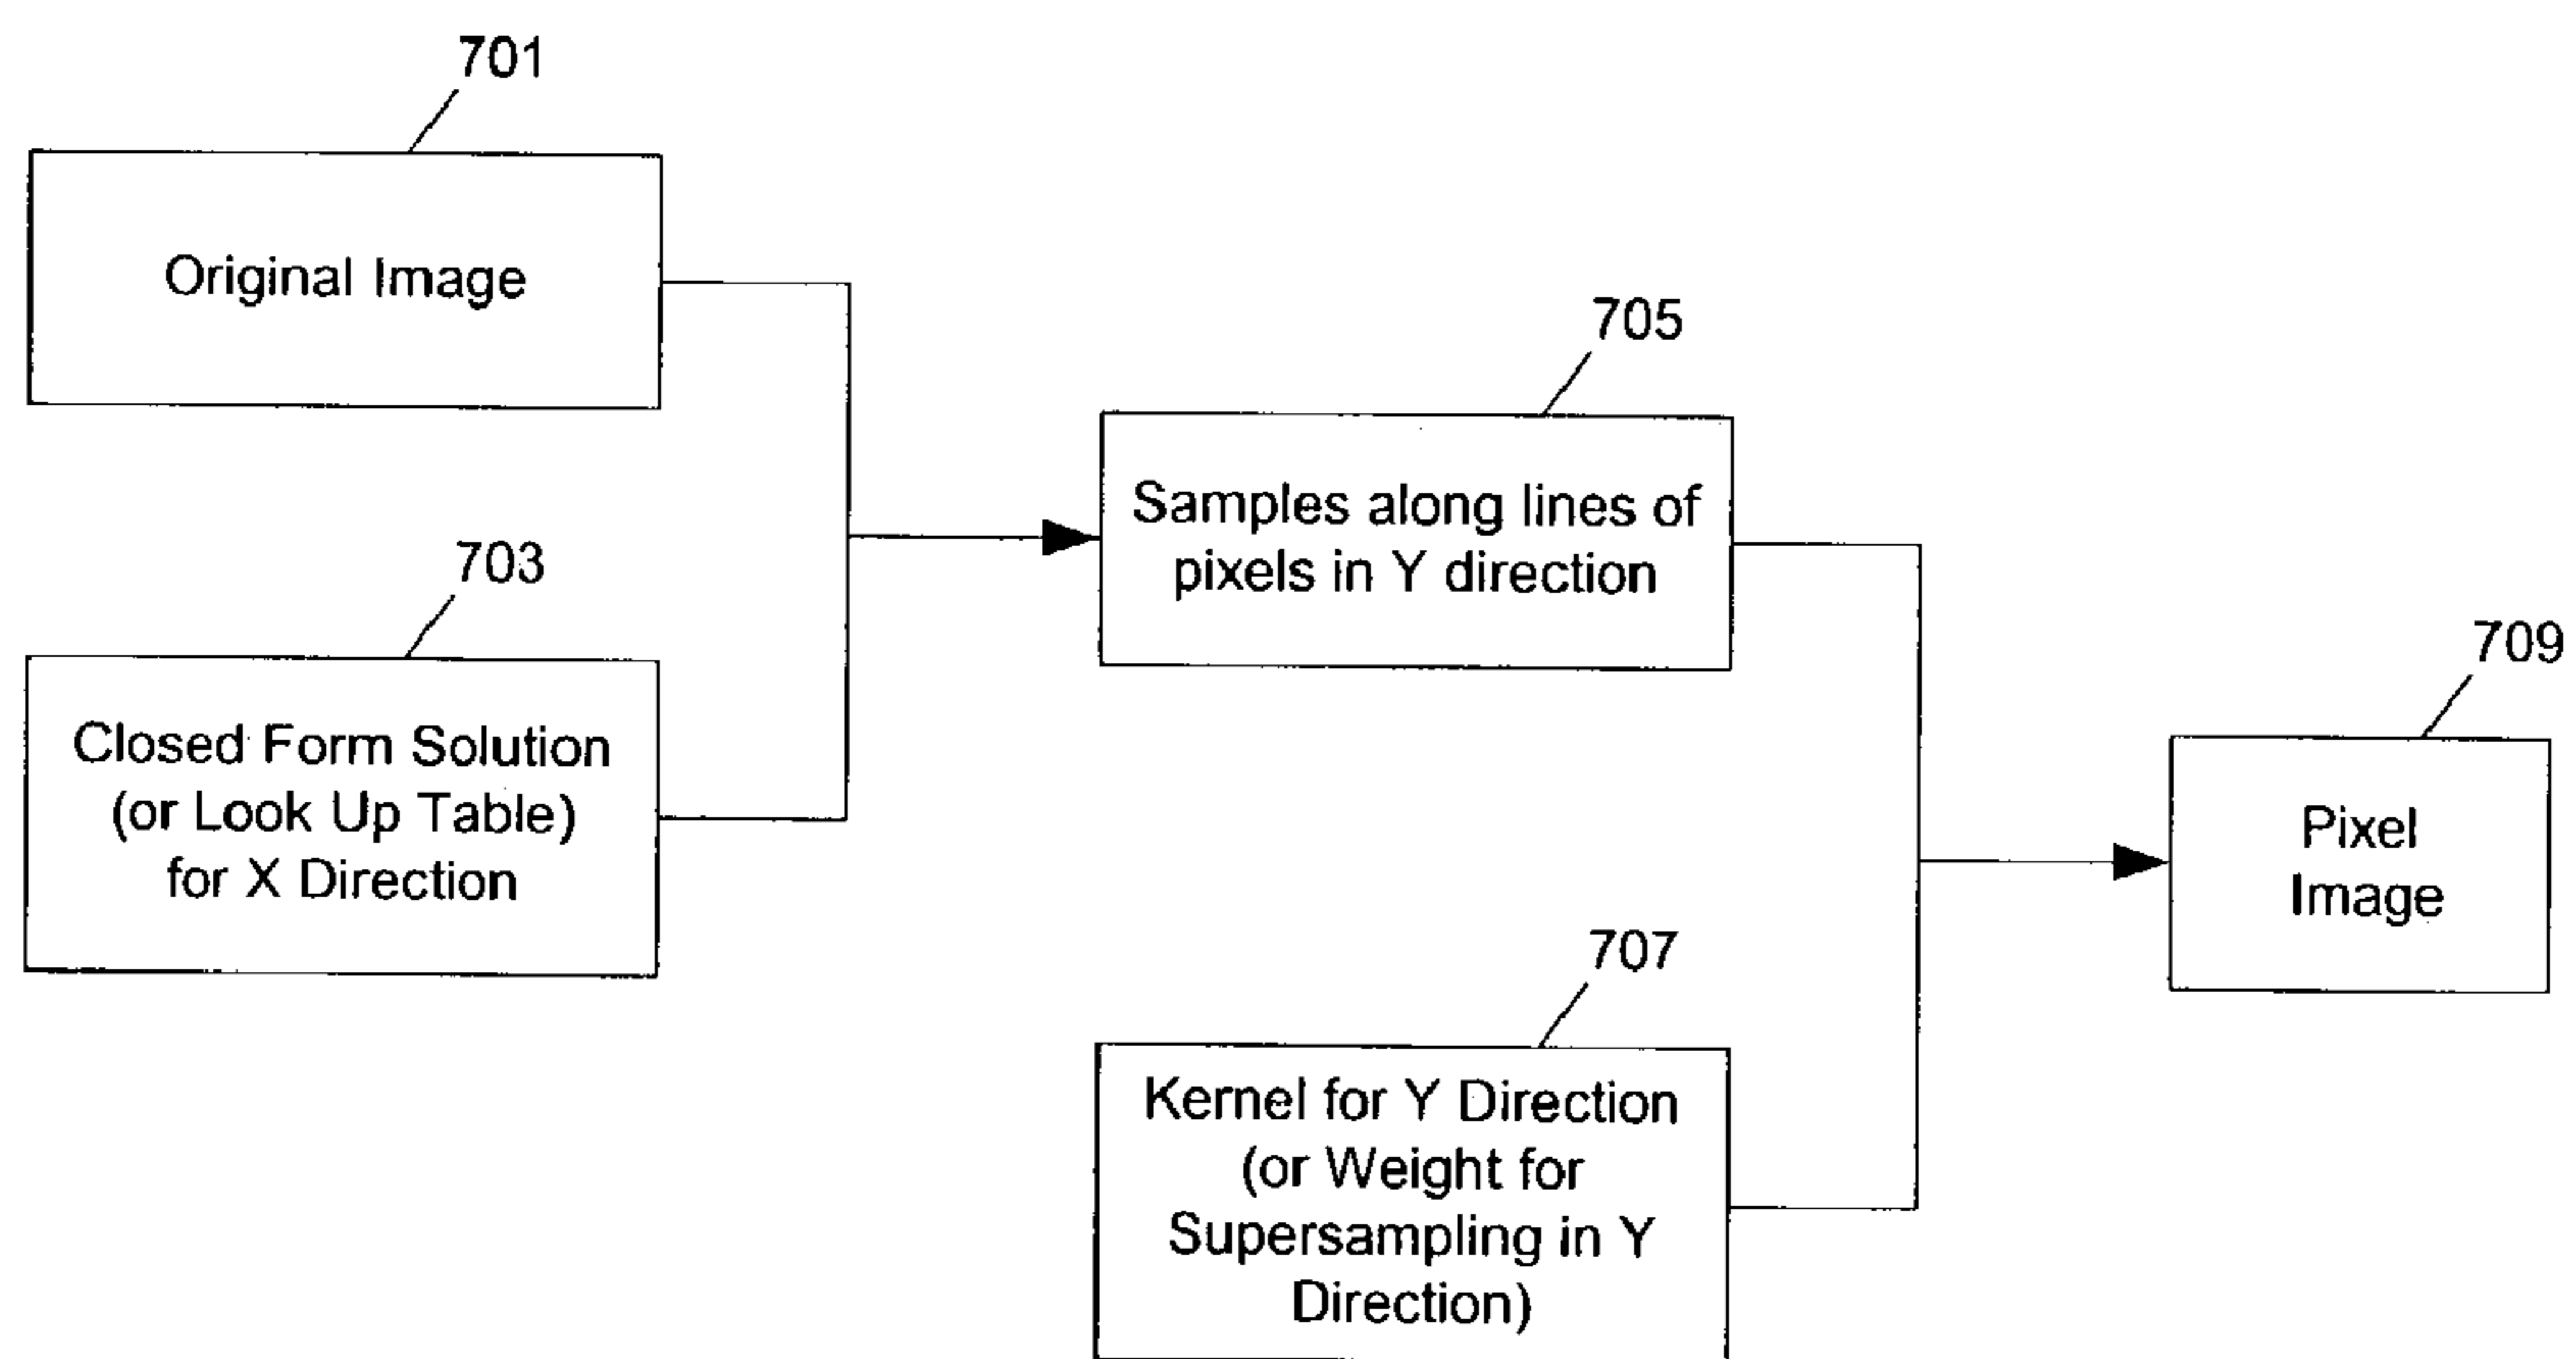 701
Original Image
703
Closed Form Solution
(or Look Up Table)
for X Direction
705
Samples along lines of
pixels in Y direction
707
Kernel for Y Direction
(or Weight for
Supersampling in Y
Direction)
709
Pixel
Image